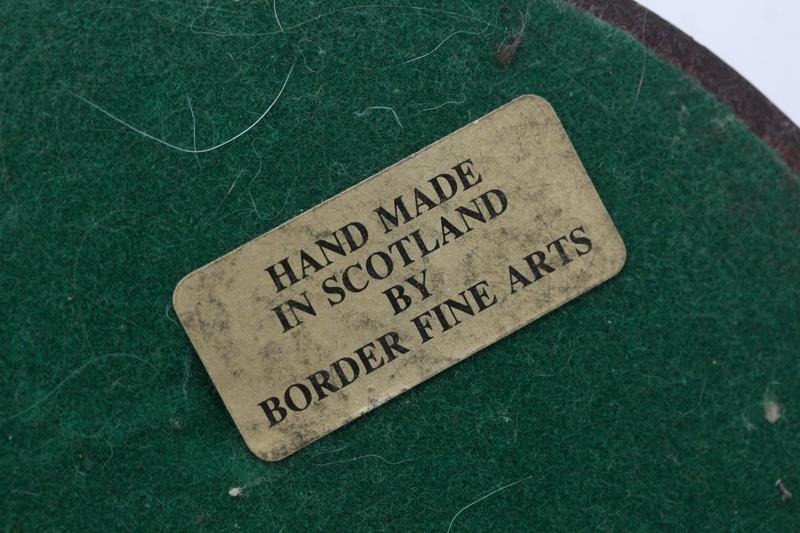 HAND MADE
IN SCOTLAND
BY
BORDER FINE ARTS